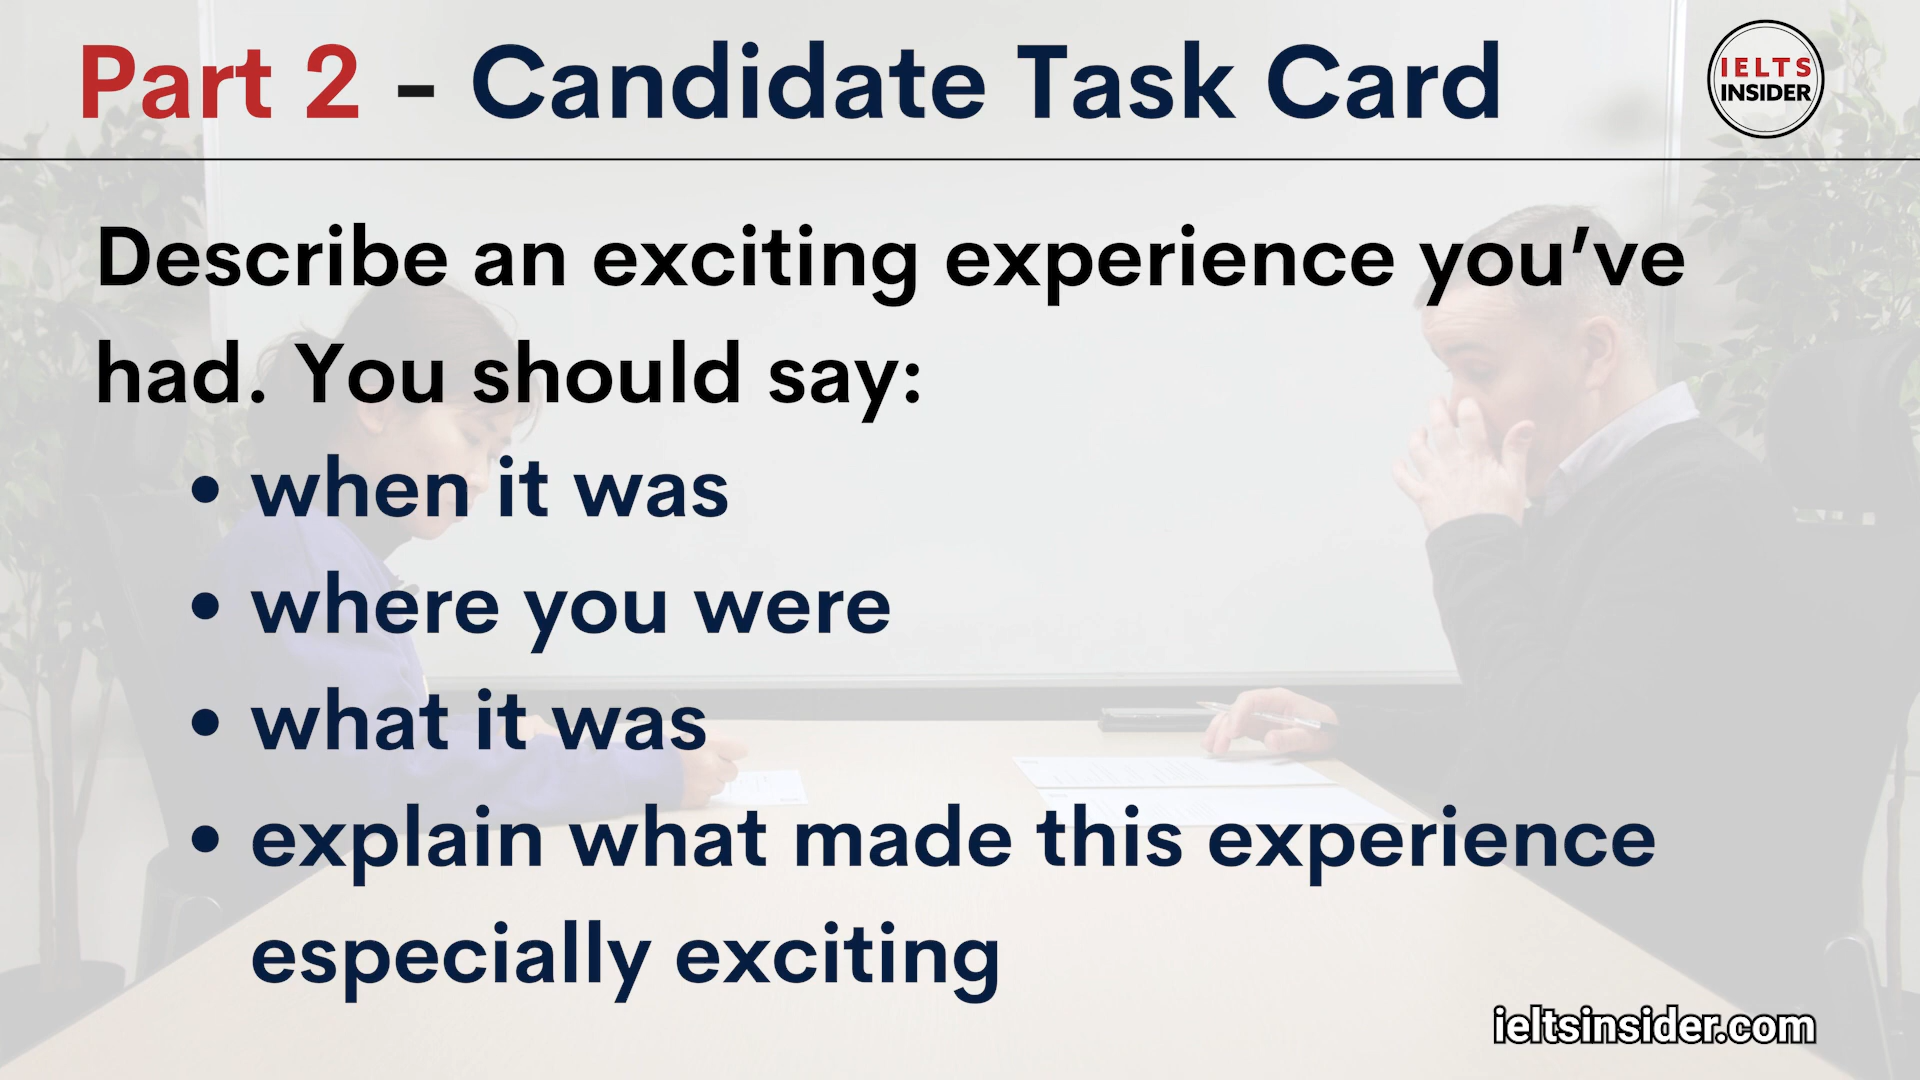 Part 2 - Candidate Task Card
IELTS
INSIDER
Describe an exciting experience you've
had. You should say:
• when it was
• where you were
• what it was
• explain what made this experience
especially exciting
ieltsinsider.com